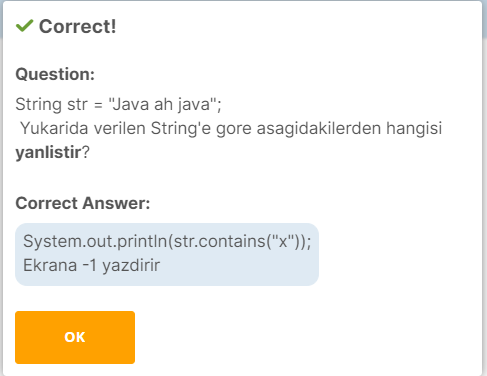 Correct!
Question:
String str = "Java ah java";
Yukarida verilen String'e gore asagidakilerden hangisi
yanlistir?
Correct Answer:
System.out.println(str.contains("x"));
Ekrana -1 yazdirir
OK